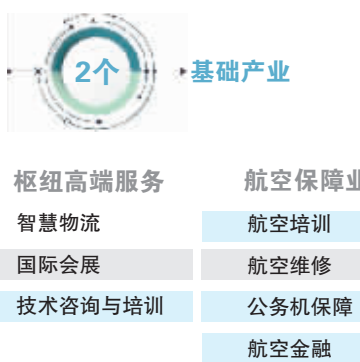 2个 基础产业
枢纽高端服务
智慧物流
国际会展
技术咨询与培训
航空保障业
航空培训
航空维修
公务机保障
航空金融